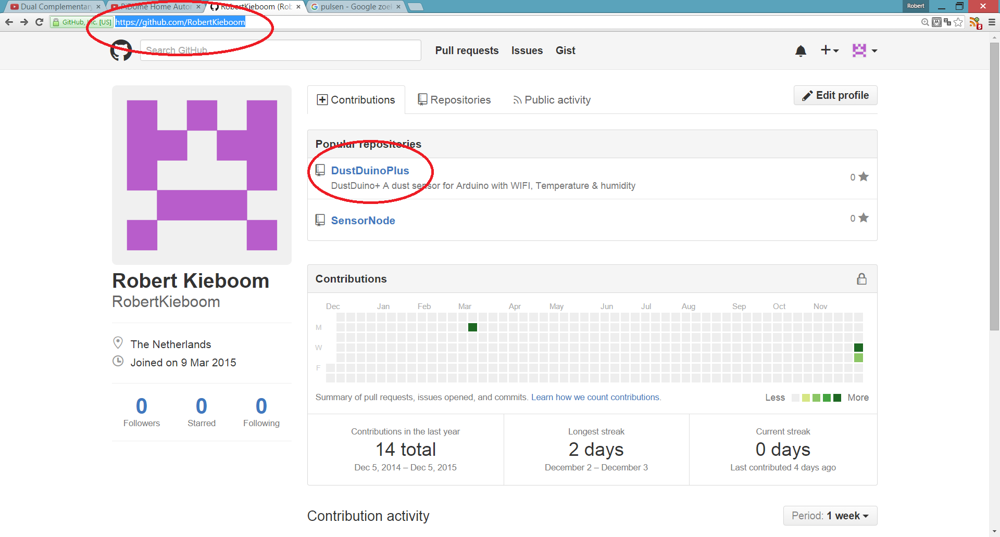 Dual Complementary
PiDome Home Autor
RobertKieboom (Rob
pulsen - Google zoel
Robert
GitHub, Inc. [US]
https://github.com/RobertKieboom
Search GitHub
Pull requests
Issues
Gist
Contributions
Repositories
Public activity
Edit profile
Popular repositories
DustDuinoPlus
DustDuino+ A dust sensor for Arduino with WIFI, Temperature & humidity
0
SensorNode
0
Robert Kieboom
RobertKieboom
The Netherlands
Joined on 9 Mar 2015
0 0 0
Followers Starred Following
Contributions
Dec Jan Feb Mar Apr May Jun Jul Aug Sep Oct Nov
M
W
F
Summary of pull requests, issues opened, and commits. Learn how we count contributions.
Less More
Contributions in the last year
14 total
Dec 5, 2014 – Dec 5, 2015
Longest streak
2 days
December 2 – December 3
Current streak
0 days
Last contributed 4 days ago
Contribution activity
Period: 1 week